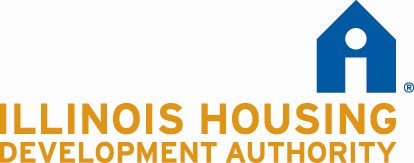 i®
ILLINOIS HOUSING
DEVELOPMENT AUTHORITY